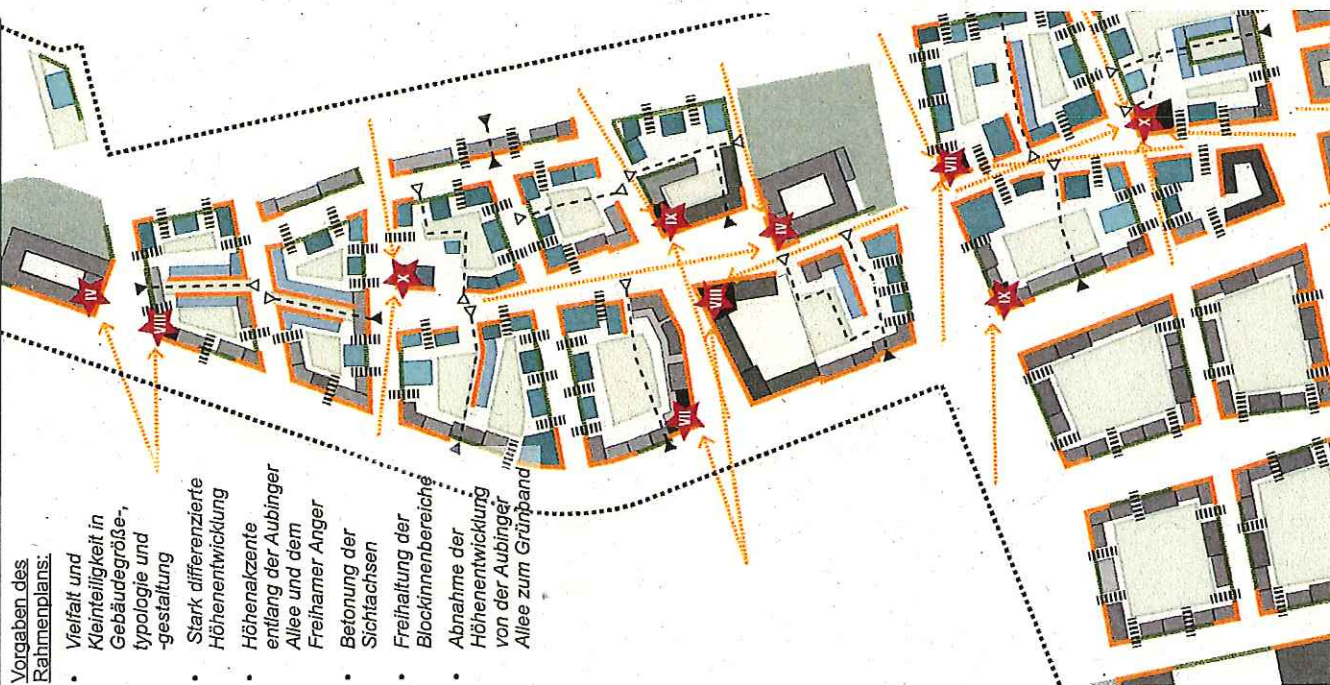 Vorgaben des
Rahmenplans:
• Vielfalt und
Kleinteiligkeit in
Gebäudegröße-,
typologie und
-gestaltung
• Stark differenzierte
Höhenentwicklung
• Höhenakzente
entlang der Aubinger
Allee und dem
Freihamer Anger
• Betonung der
Sichtachsen
• Freihaltung der
Blockinnenbereiche
• Abnahme der
Höhenentwicklung
von der Aubinger
Allee zum Grünband
IV
VIII
VII
IX
VIII
IV
VII
IX
X